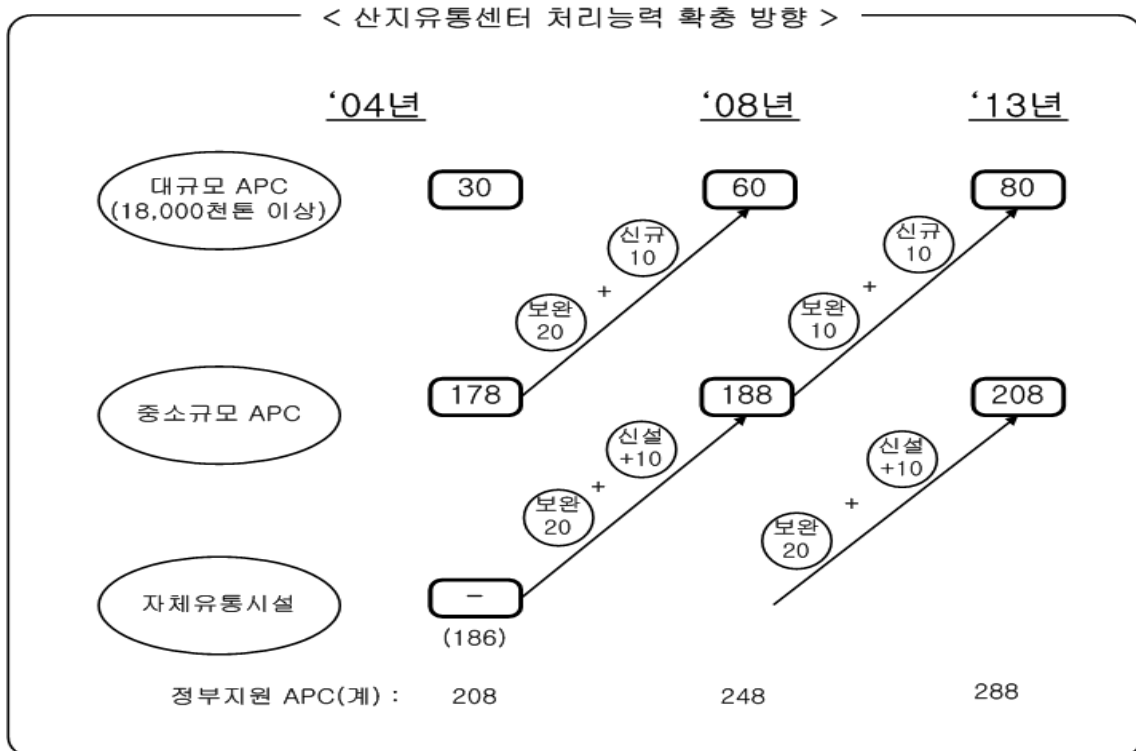 < 산지유통센터 처리능력 확충 방향 >
‘04년 ‘08년 ‘13년
대규모 APC
(18,000천톤 이상)
30 60 80
신규
10
신규
10
+ +
보완
20
보완
10
중소규모 APC
178 188 208
신설
+10
신설
+10
+ +
보완
20
보완
20
자체유통시설
–
(186)
정부지원 APC(계) : 208 248 288